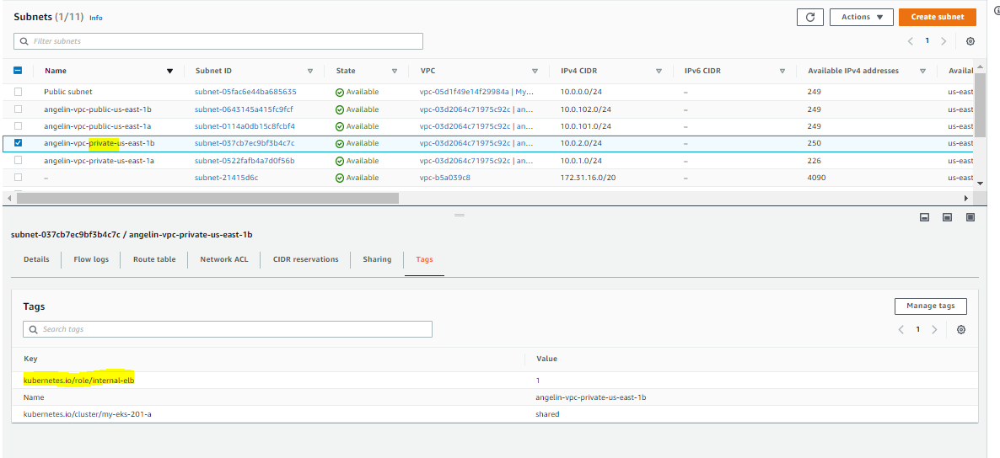 Subnets (1/11) Info Actions Create subnet
Filter subnets 1
Name Subnet ID State VPC IPv4 CIDR IPv6 CIDR Available IPv4 addresses Availal
Public subnet subnet-05fac6e44ba685635 Available vpc-05d1f49e14f29984a | My... 10.0.0.0/24 – 249 us-east
angelin-vpc-public-us-east-1b subnet-0643145a415fc9fcf Available vpc-03d2064c71975c92c | an... 10.0.102.0/24 – 249 us-east
angelin-vpc-public-us-east-1a subnet-0114a0db15c8fcbf4 Available vpc-03d2064c71975c92c | an... 10.0.101.0/24 – 249 us-east
angelin-vpc-private-us-east-1b subnet-037cb7ec9bf3b4c7c Available vpc-03d2064c71975c92c | an... 10.0.2.0/24 – 250 us-east
angelin-vpc-private-us-east-1a subnet-0522fafb4a7d0f56b Available vpc-03d2064c71975c92c | an... 10.0.1.0/24 – 226 us-east
– subnet-21415d6c Available vpc-b5a039c8 172.31.16.0/20 – 4090 us-east
subnet-037cb7ec9bf3b4c7c / angelin-vpc-private-us-east-1b
Details Flow logs Route table Network ACL CIDR reservations Sharing Tags
Tags Manage tags
Search tags 1
Key Value
kubernetes.io/role/internal-elb 1
Name angelin-vpc-private-us-east-1b
kubernetes.io/cluster/my-eks-201-a shared